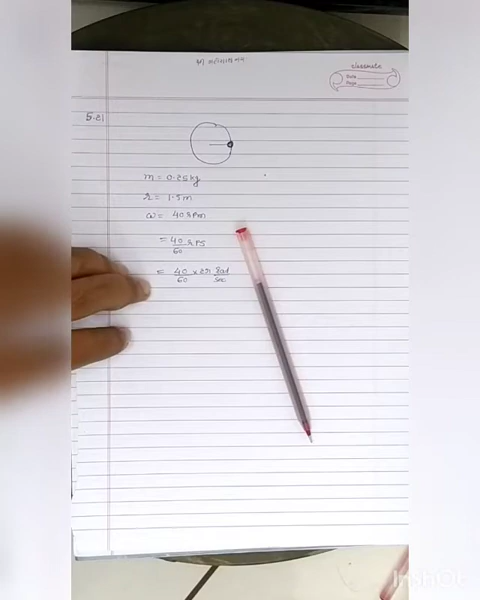 classmate
Date
Page
5.21
m = 0.25kg
r = 1.5m
ω = 40 rpm
= 40/60 rps
= 40/60 × 2π rad/sec
InShOt